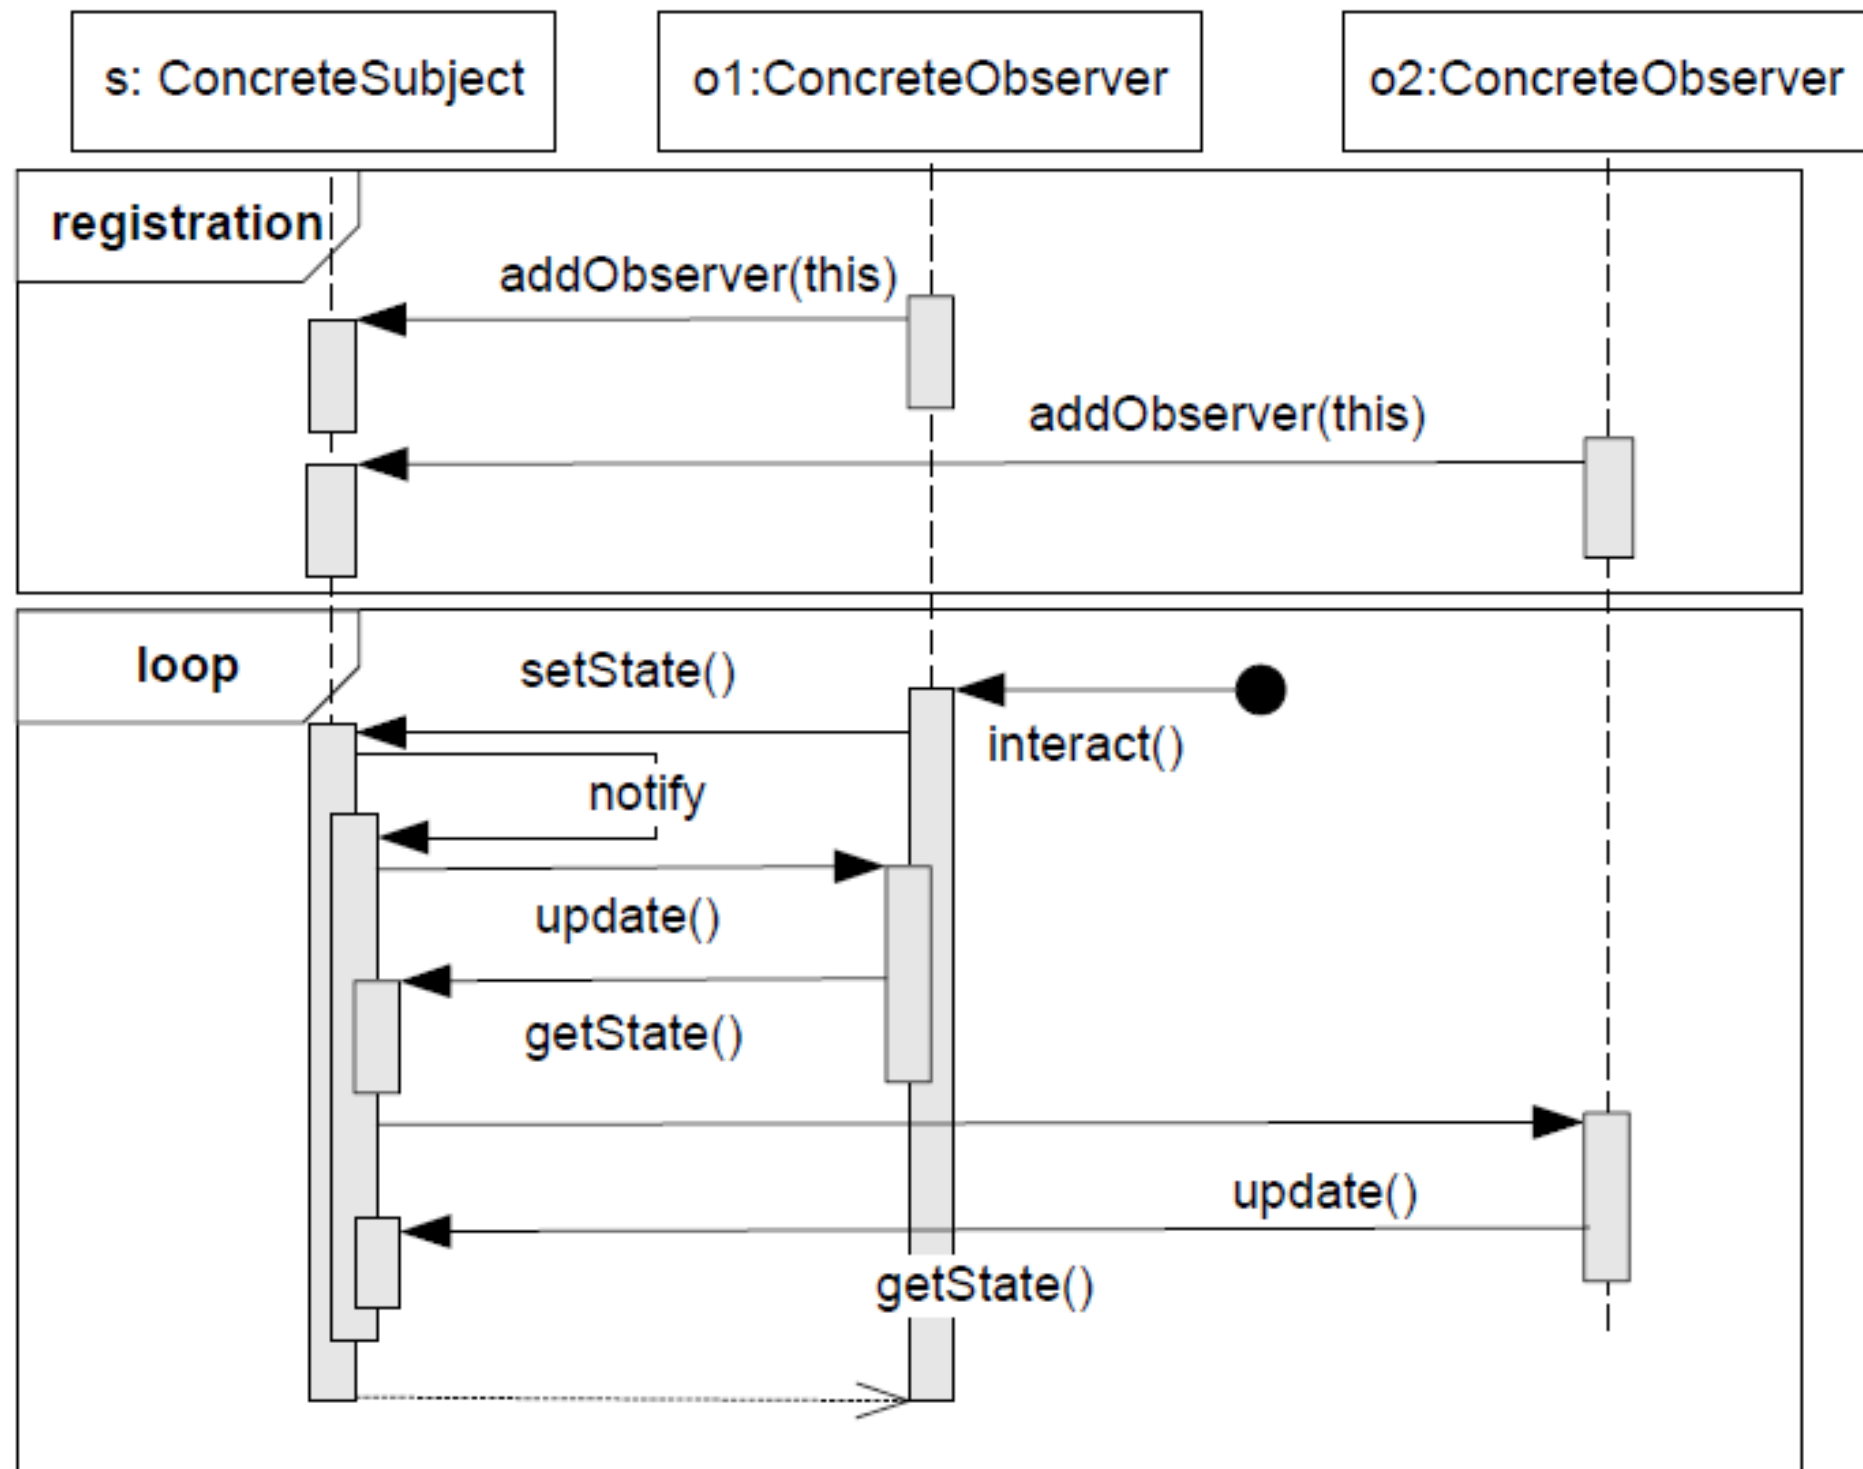 s: ConcreteSubject
o1:ConcreteObserver
o2:ConcreteObserver
registration
addObserver(this)
addObserver(this)
loop
setState()
interact()
notify
update()
getState()
update()
getState()